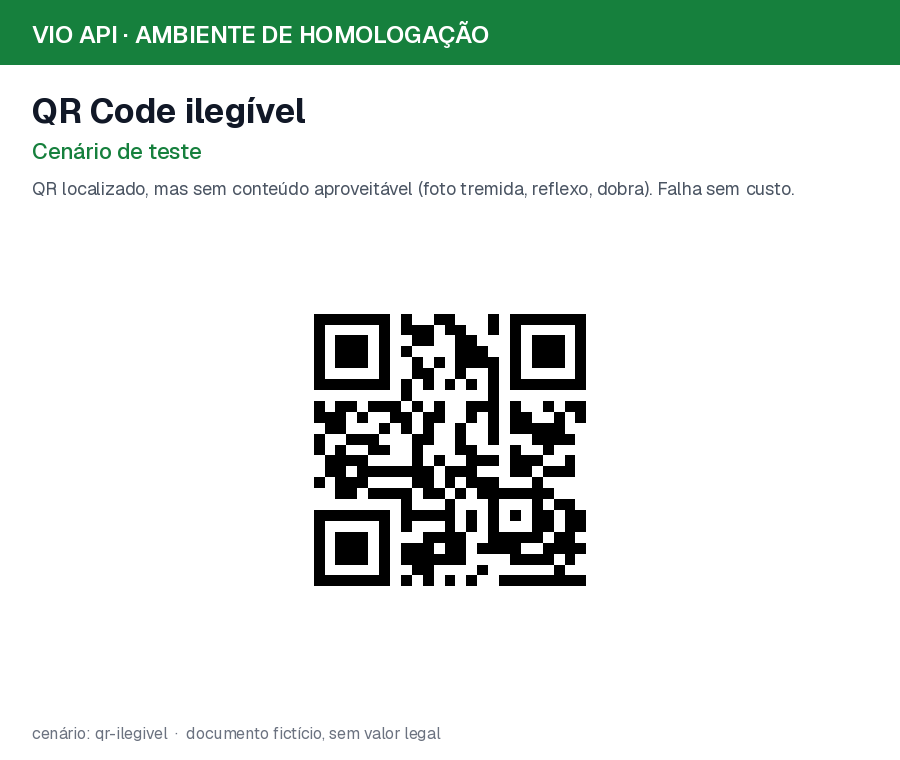 VIO API · AMBIENTE DE HOMOLOGAÇÃO
QR Code ilegível
Cenário de teste
QR localizado, mas sem conteúdo aproveitável (foto tremida, reflexo, dobra). Falha sem custo.
cenário: qr-ilegivel · documento fictício, sem valor legal